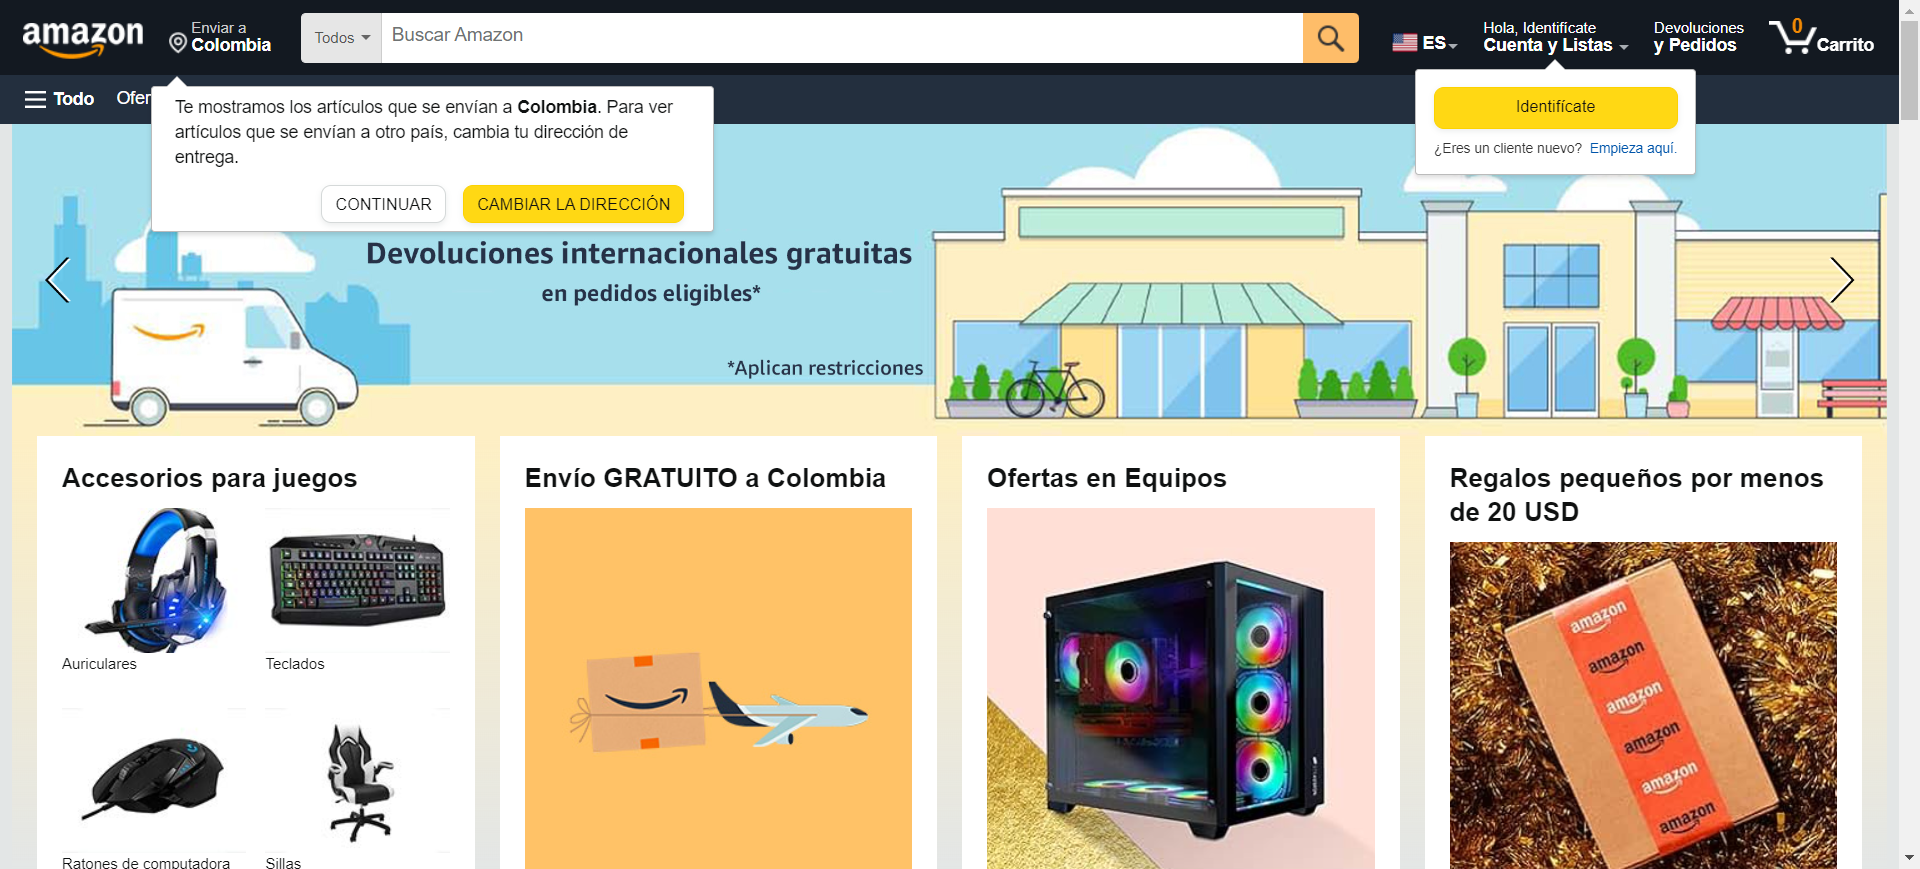 amazon
Enviar a
Colombia
Todos
Buscar Amazon
ES
Hola, Identifícate
Cuenta y Listas
Devoluciones
y Pedidos
0
Carrito
Todo
Ofer
Te mostramos los artículos que se envían a Colombia. Para ver
artículos que se envían a otro país, cambia tu dirección de
entrega.
CONTINUAR
CAMBIAR LA DIRECCIÓN
Identifícate
¿Eres un cliente nuevo? Empieza aquí.
Devoluciones internacionales gratuitas
en pedidos eligibles*
*Aplican restricciones
Accesorios para juegos
Auriculares
Teclados
Ratones de computadora
Sillas
Envío GRATUITO a Colombia
Ofertas en Equipos
Regalos pequeños por menos
de 20 USD
amazon
amazon
amazon
amazon
amazon
amazon